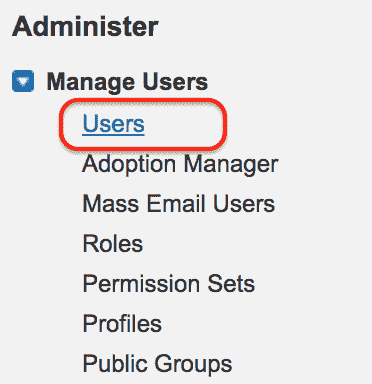 Administer
Manage Users
Users
Adoption Manager
Mass Email Users
Roles
Permission Sets
Profiles
Public Groups